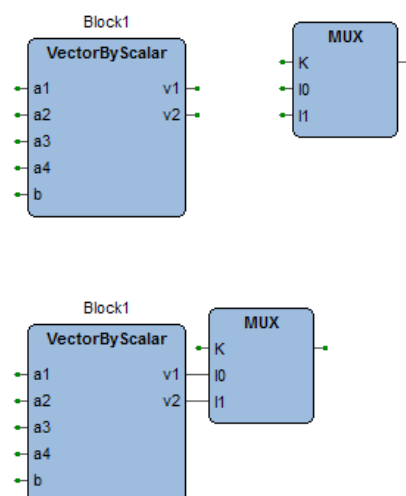 Block1
VectorByScalar
a1 v1
a2 v2
a3
a4
b
MUX
K
I0
I1
Block1
VectorByScalar
a1 v1
a2 v2
a3
a4
b
MUX
K
I0
I1